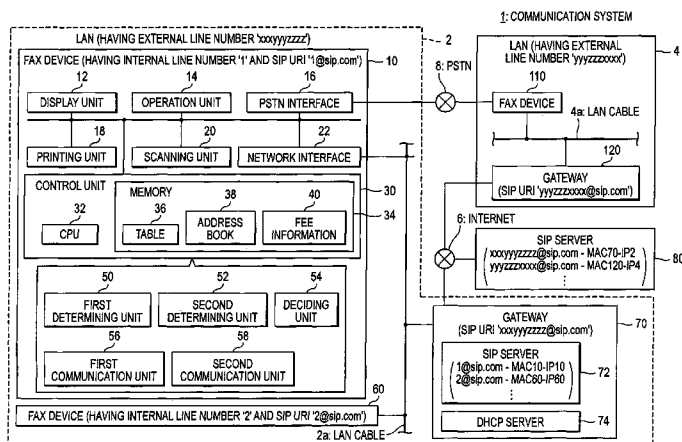 1: COMMUNICATION SYSTEM
LAN (HAVING EXTERNAL LINE NUMBER 'xxxyyyzzzz')
2
FAX DEVICE (HAVING INTERNAL LINE NUMBER '1' AND SIP URI '1@sip.com')
10
12
DISPLAY UNIT
14
OPERATION UNIT
16
PSTN INTERFACE
18
PRINTING UNIT
20
SCANNING UNIT
22
NETWORK INTERFACE
CONTROL UNIT
30
32
CPU
MEMORY
34
36
TABLE
38
ADDRESS
BOOK
40
FEE
INFORMATION
50
FIRST
DETERMINING UNIT
52
SECOND
DETERMINING UNIT
54
DECIDING
UNIT
56
FIRST
COMMUNICATION UNIT
58
SECOND
COMMUNICATION UNIT
60
FAX DEVICE (HAVING INTERNAL LINE NUMBER '2' AND SIP URI '2@sip.com')
2a: LAN CABLE
8: PSTN
LAN (HAVING EXTERNAL
LINE NUMBER 'yyyzzzxxxx')
4
110
FAX DEVICE
4a: LAN CABLE
120
GATEWAY
(SIP URI 'yyyzzzxxxx@sip.com')
6: INTERNET
SIP SERVER
xxxyyyzzzz@sip.com - MAC70-IP2
yyyzzzxxxx@sip.com - MAC120-IP4
80
GATEWAY
(SIP URI 'xxxyyyzzzz@sip.com')
70
SIP SERVER
1@sip.com - MAC10-IP10
2@sip.com - MAC60-IP60
72
DHCP SERVER
74